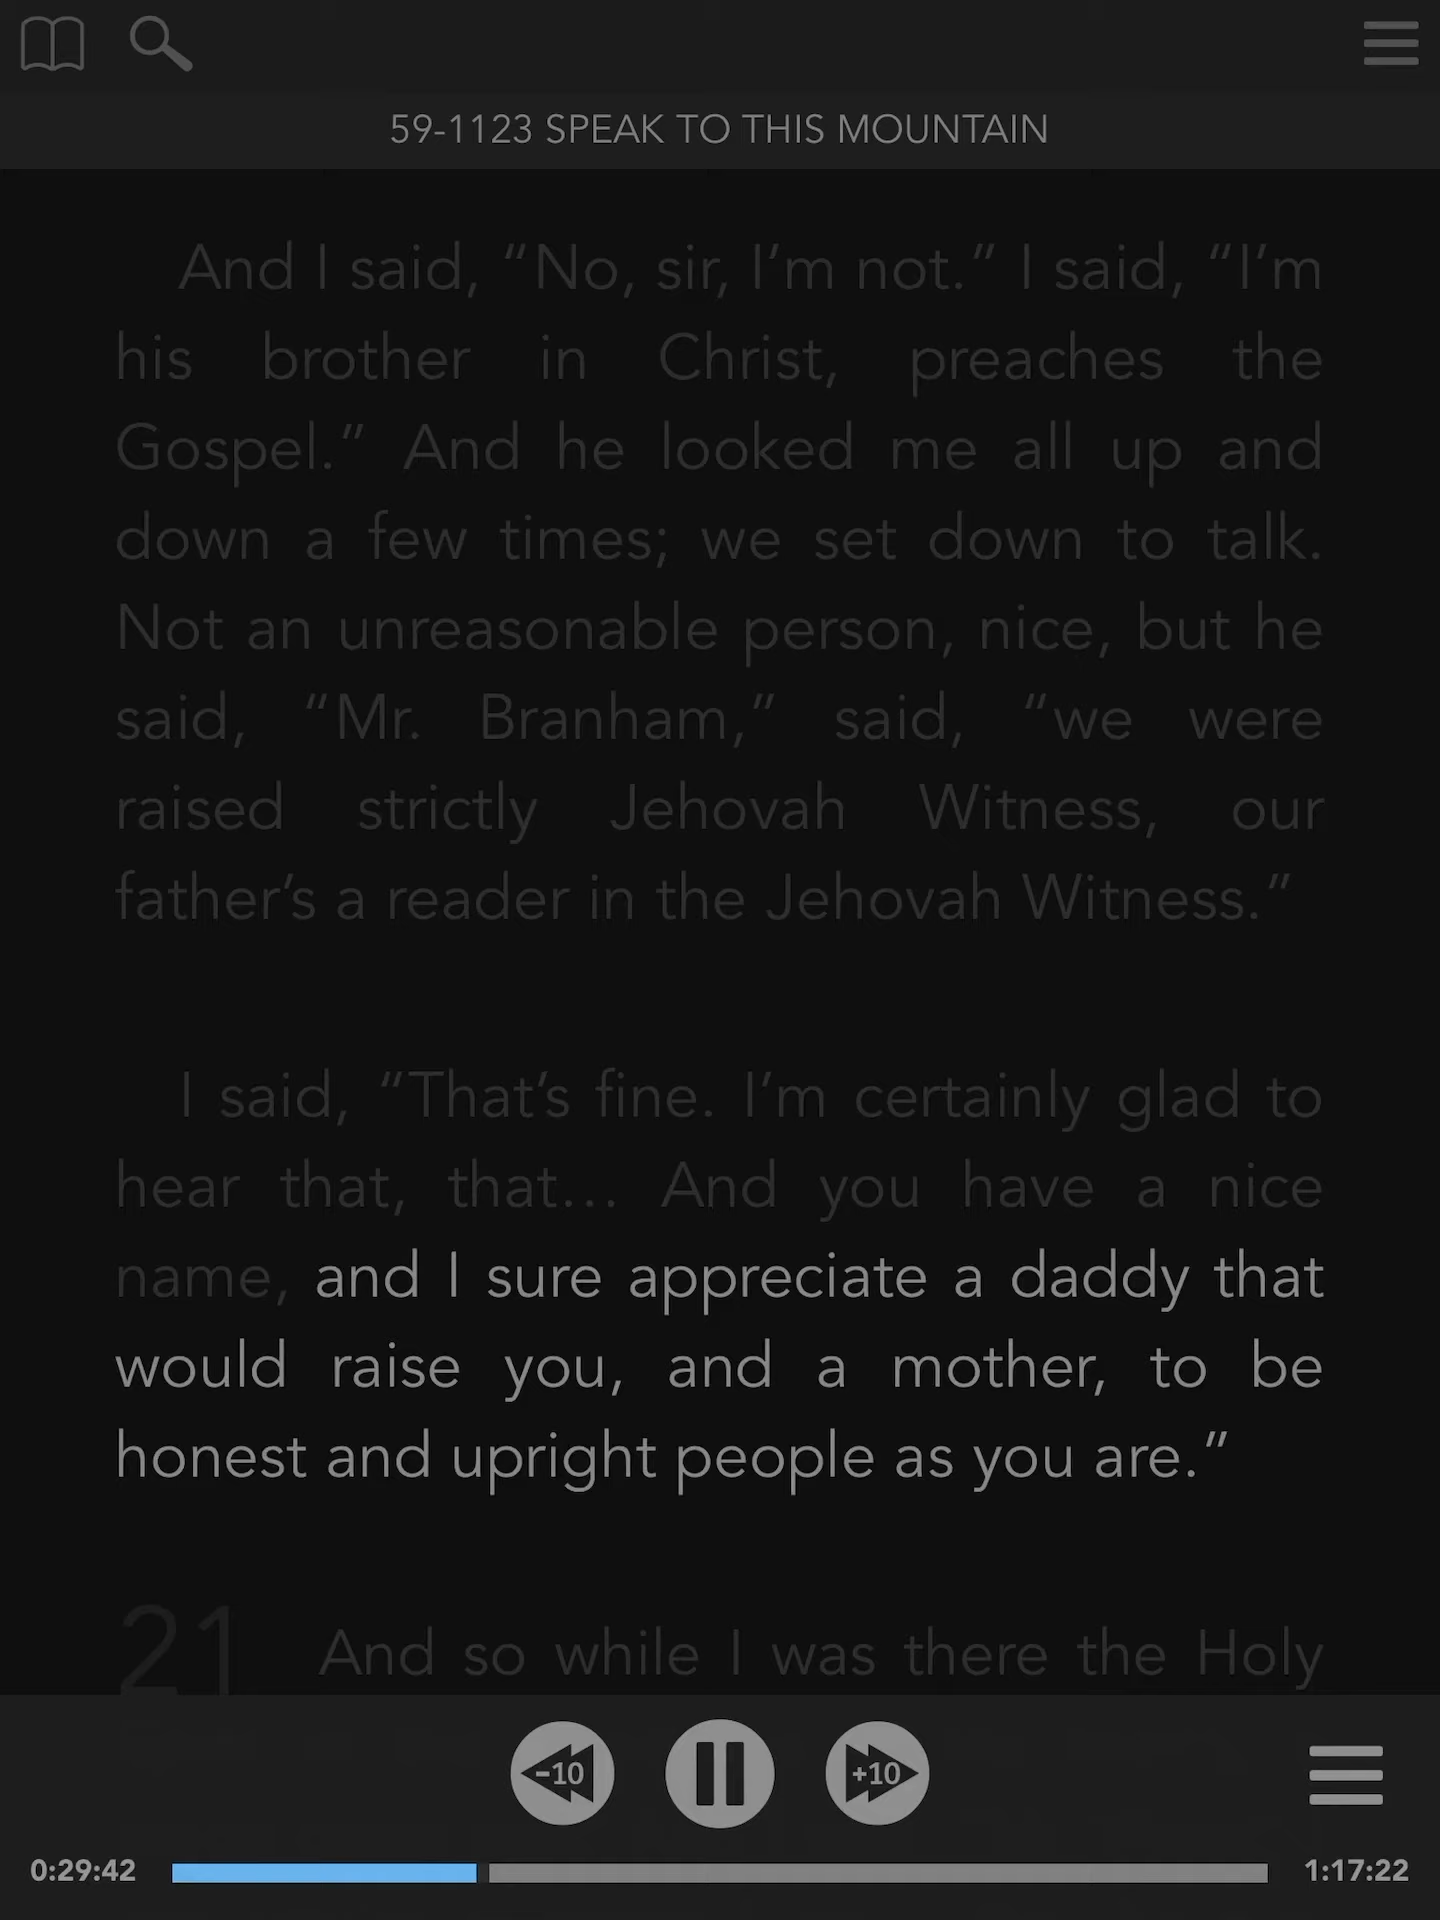 59-1123 SPEAK TO THIS MOUNTAIN
And I said, “No, sir, I’m not.” I said, “I’m
his brother in Christ, preaches the
Gospel.” And he looked me all up and
down a few times; we set down to talk.
Not an unreasonable person, nice, but he
said, “Mr. Branham,” said, “we were
raised strictly Jehovah Witness, our
father’s a reader in the Jehovah Witness.”
I said, “That’s fine. I’m certainly glad to
hear that, that… And you have a nice
name, and I sure appreciate a daddy that
would raise you, and a mother, to be
honest and upright people as you are.”
21 And so while I was there the Holy
-10 +10
0:29:42 1:17:22